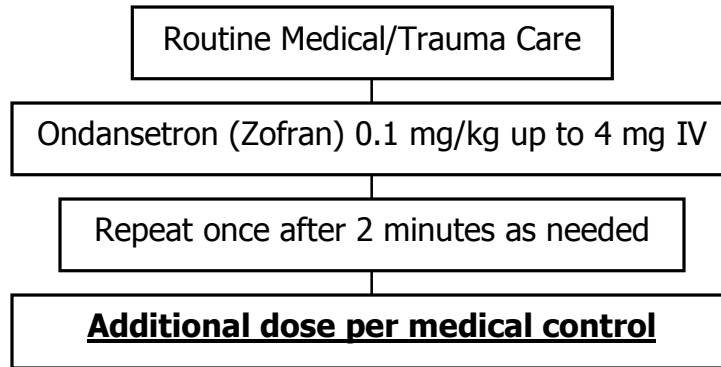 Routine Medical/Trauma Care
Ondansetron (Zofran) 0.1 mg/kg up to 4 mg IV
Repeat once after 2 minutes as needed
Additional dose per medical control